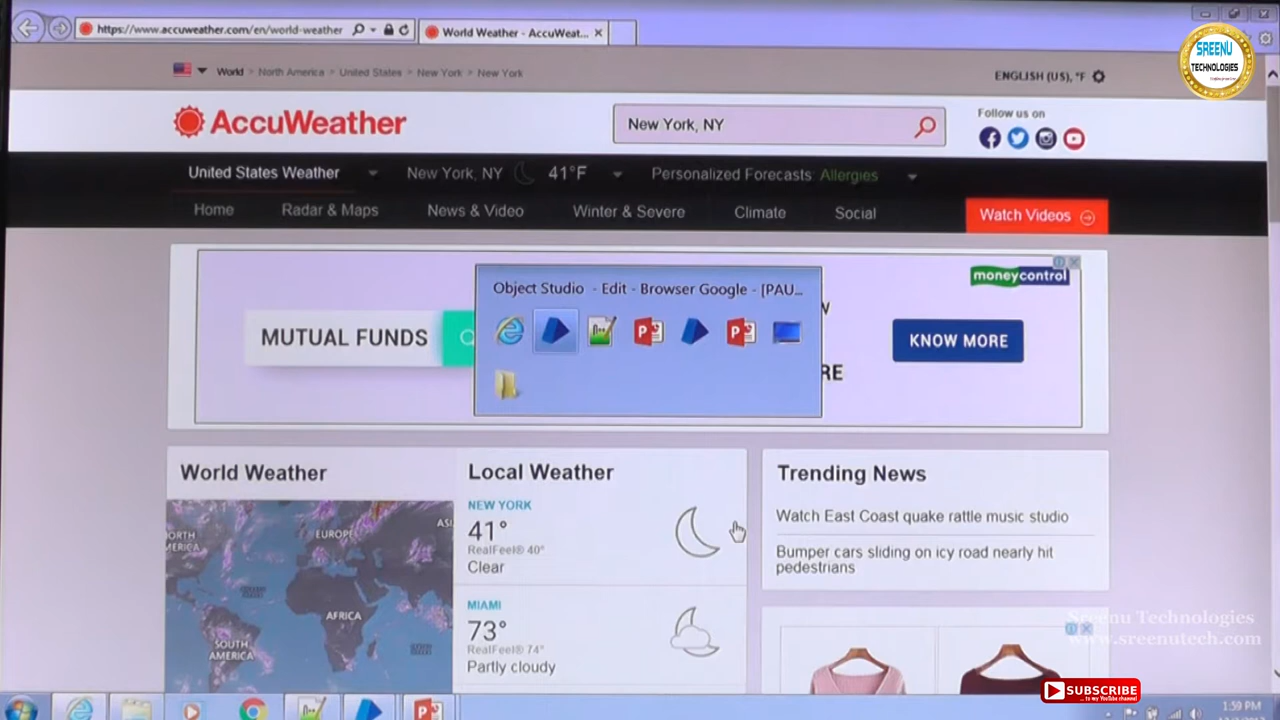 https://www.accuweather.com/en/world-weather
World Weather - AccuWeat...
SREENU
TECHNOLOGIES
World > North America > United States > New York > New York
ENGLISH (US), °F
AccuWeather
New York, NY
Follow us on
United States Weather
New York, NY
41°F
Personalized Forecasts
Allergies
Home
Radar & Maps
News & Video
Winter & Severe
Climate
Social
Watch Videos
moneycontrol
MUTUAL FUNDS
KNOW MORE
RE
Object Studio - Edit - Browser Google - [PAU...
World Weather
Local Weather
Trending News
NEW YORK
41°
RealFeel® 40°
Clear
Watch East Coast quake rattle music studio
Bumper cars sliding on icy road nearly hit
pedestrians
EUROPE
AFRICA
SOUTH
AMERICA
MIAMI
73°
RealFeel® 74°
Partly cloudy
Sreenu Technologies
www.sreenutech.com
SUBSCRIBE
to my YouTube channel
1:59 PM